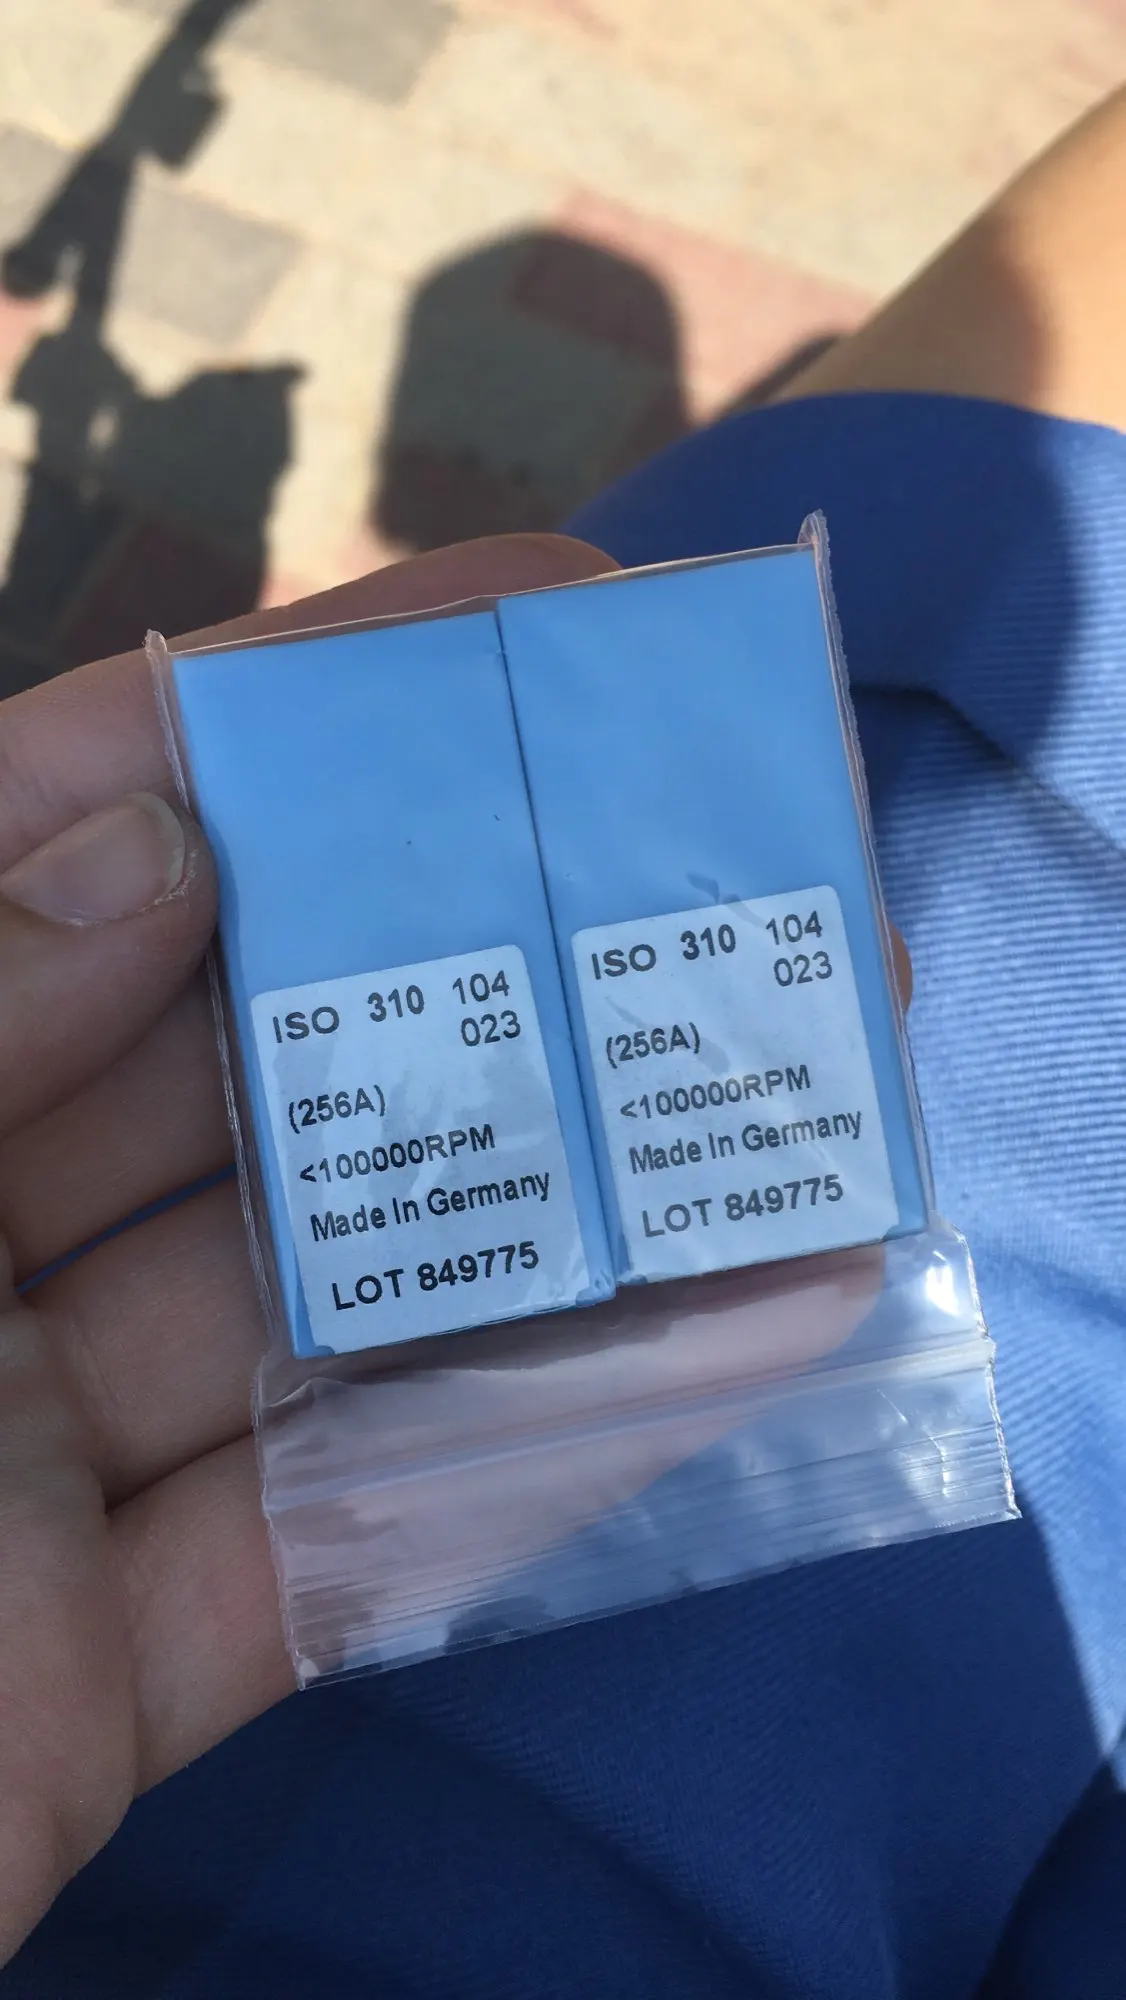 ISO 310 104
023
(256A)
<100000RPM
Made In Germany
LOT 849775
ISO 310 104
023
(256A)
<100000RPM
Made In Germany
LOT 849775